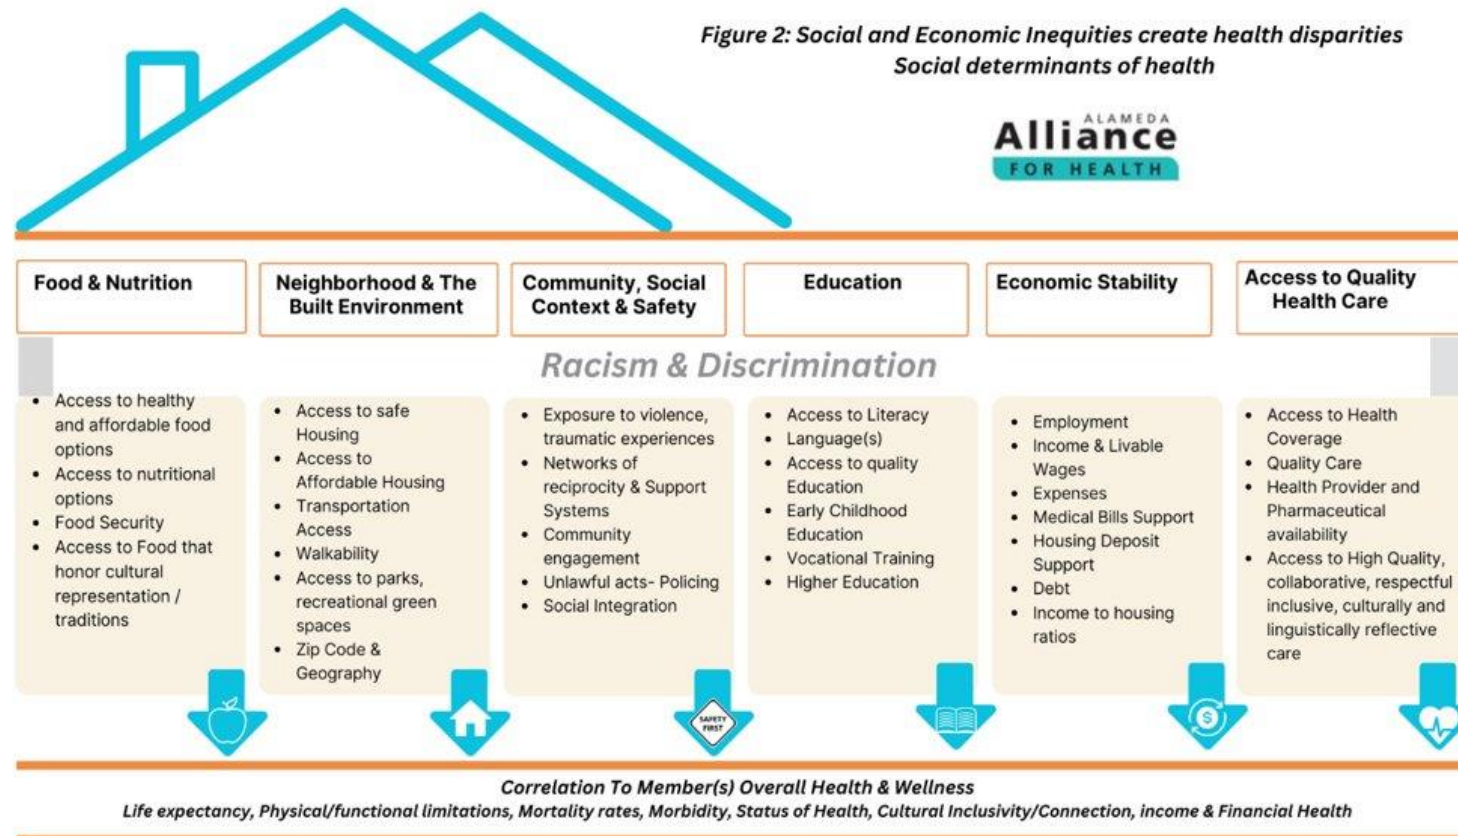 Figure 2: Social and Economic Inequities create health disparities
Social determinants of health
ALAMEDA
Alliance
FOR HEALTH
Food & Nutrition
Neighborhood & The
Built Environment
Community, Social
Context & Safety
Education
Economic Stability
Access to Quality
Health Care
Racism & Discrimination
• Access to healthy
and affordable food
options
• Access to nutritional
options
• Food Security
• Access to Food that
honor cultural
representation /
traditions
• Access to safe
Housing
• Access to
Affordable Housing
• Transportation
Access
• Walkability
• Access to parks,
recreational green
spaces
• Zip Code &
Geography
• Exposure to violence,
traumatic experiences
• Networks of
reciprocity & Support
Systems
• Community
engagement
• Unlawful acts- Policing
• Social Integration
• Access to Literacy
• Language(s)
• Access to quality
Education
• Early Childhood
Education
• Vocational Training
• Higher Education
• Employment
• Income & Livable
Wages
• Expenses
• Medical Bills Support
• Housing Deposit
Support
• Debt
• Income to housing
ratios
• Access to Health
Coverage
• Quality Care
• Health Provider and
Pharmaceutical
availability
• Access to High Quality,
collaborative, respectful
inclusive, culturally and
linguistically reflective
care
SAFETY
FIRST
$
Correlation To Member(s) Overall Health & Wellness
Life expectancy, Physical/functional limitations, Mortality rates, Morbidity, Status of Health, Cultural Inclusivity/Connection, income & Financial Health